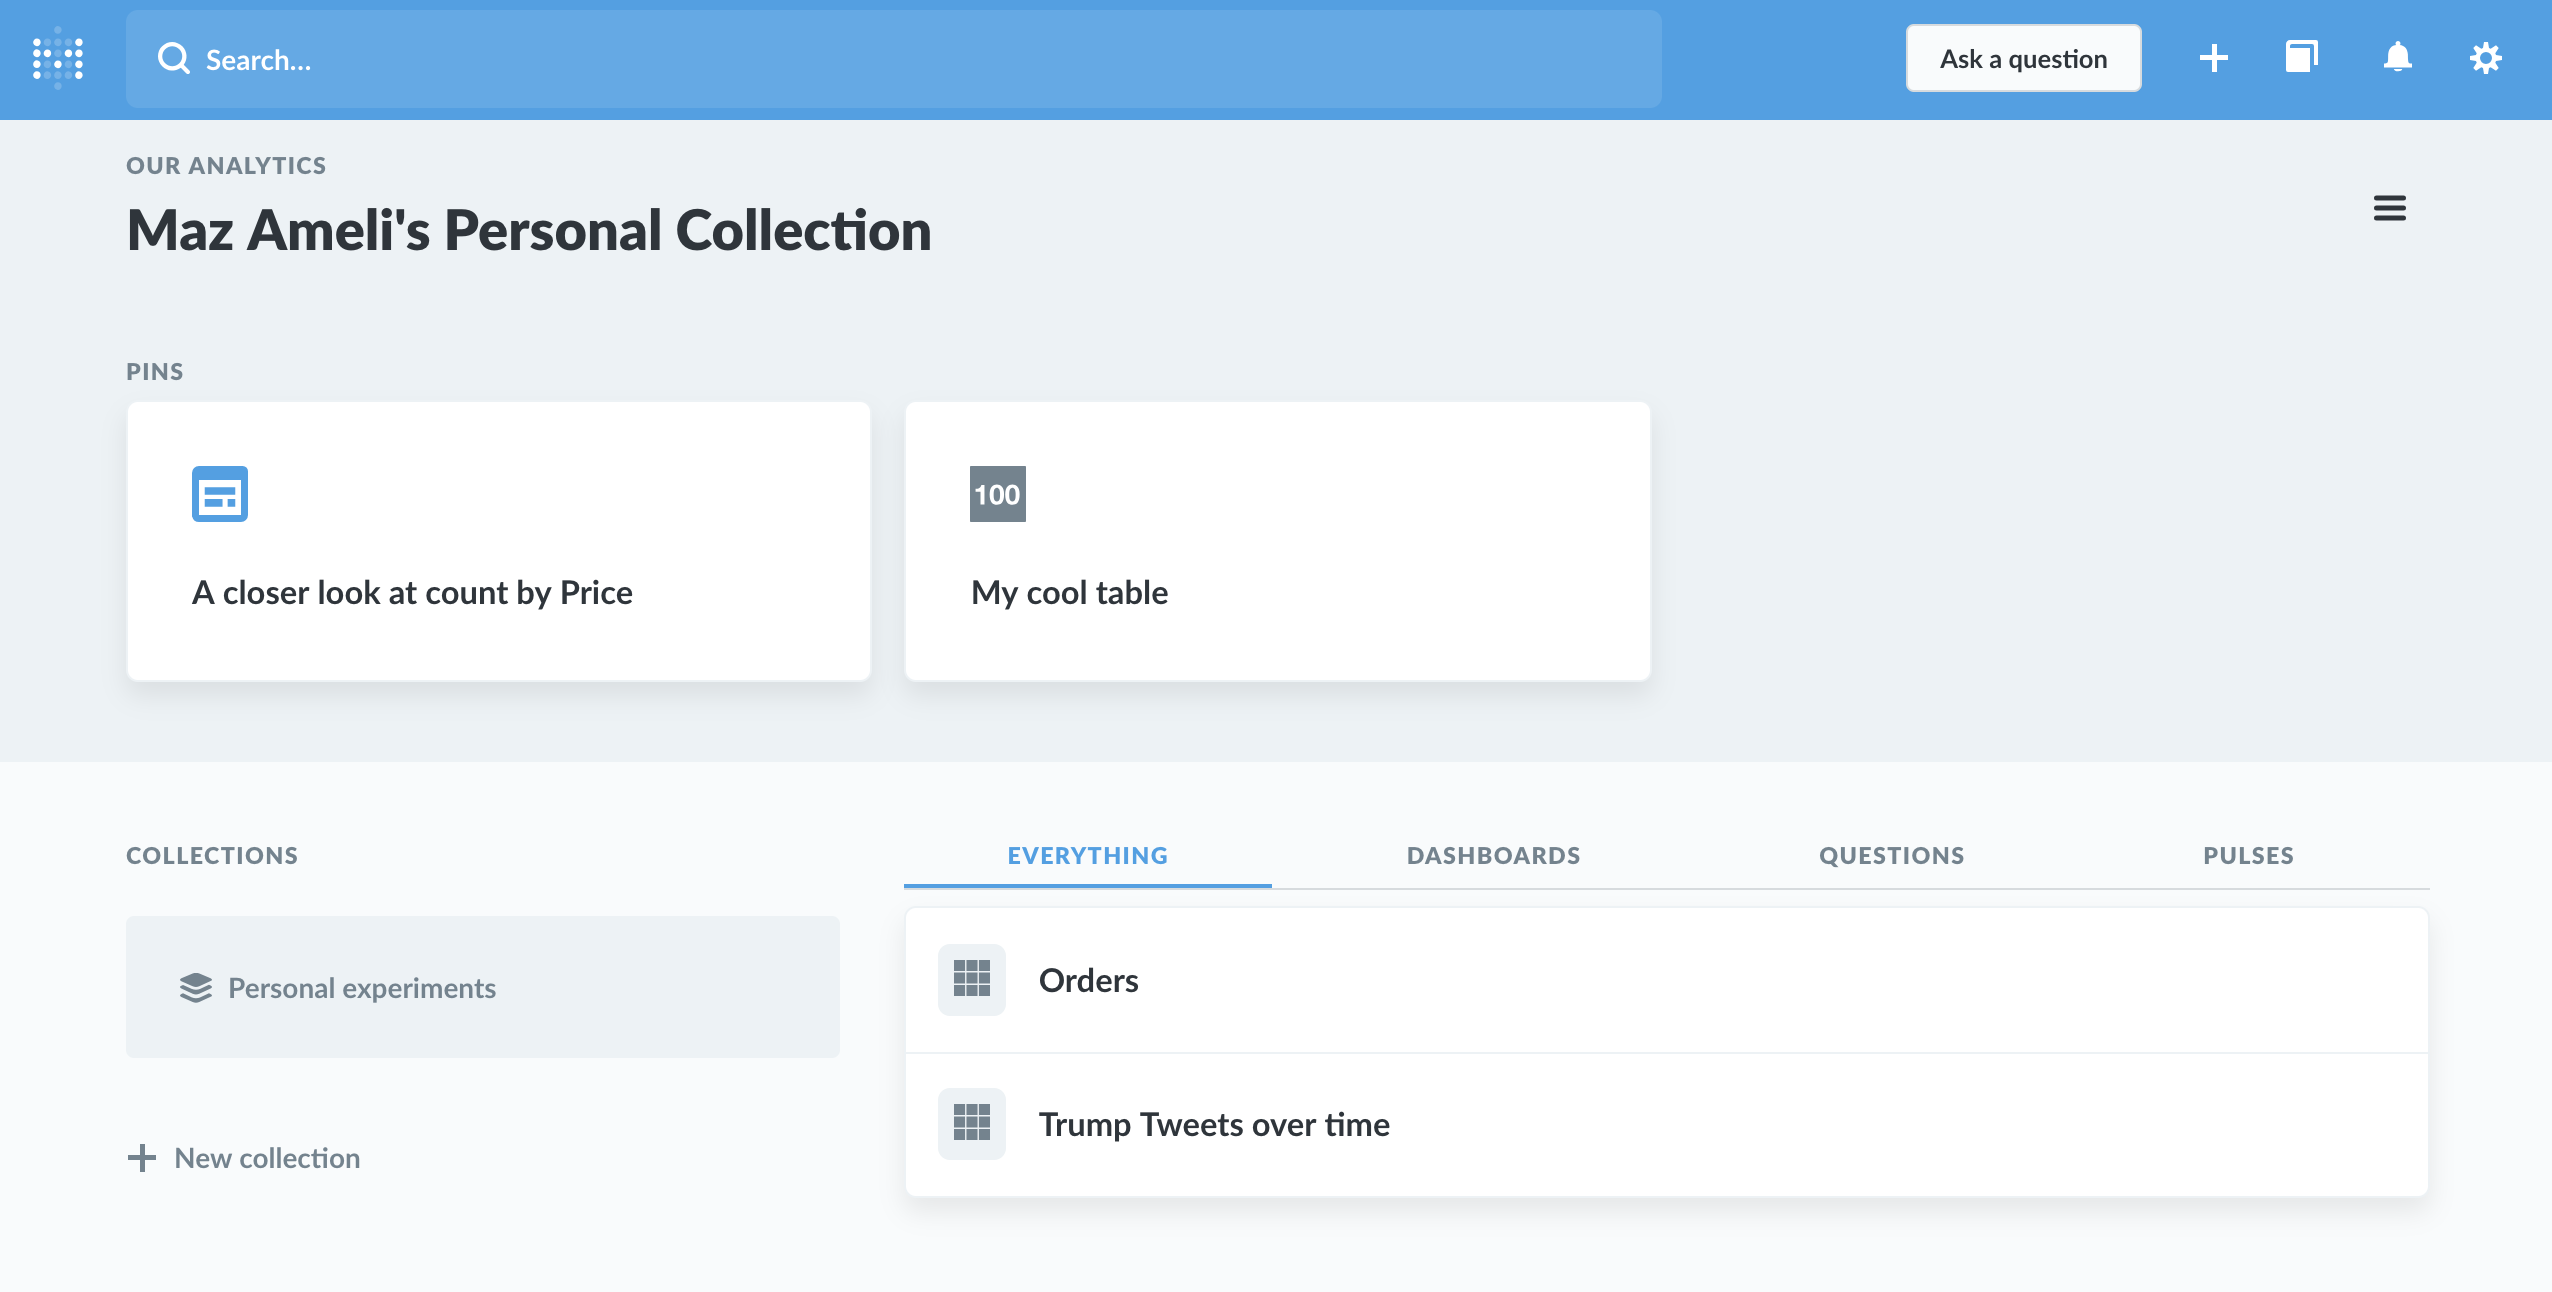 Search...
Ask a question
OUR ANALYTICS
Maz Ameli's Personal Collection
PINS
100
A closer look at count by Price
My cool table
COLLECTIONS
EVERYTHING
DASHBOARDS
QUESTIONS
PULSES
Personal experiments
Orders
Trump Tweets over time
New collection